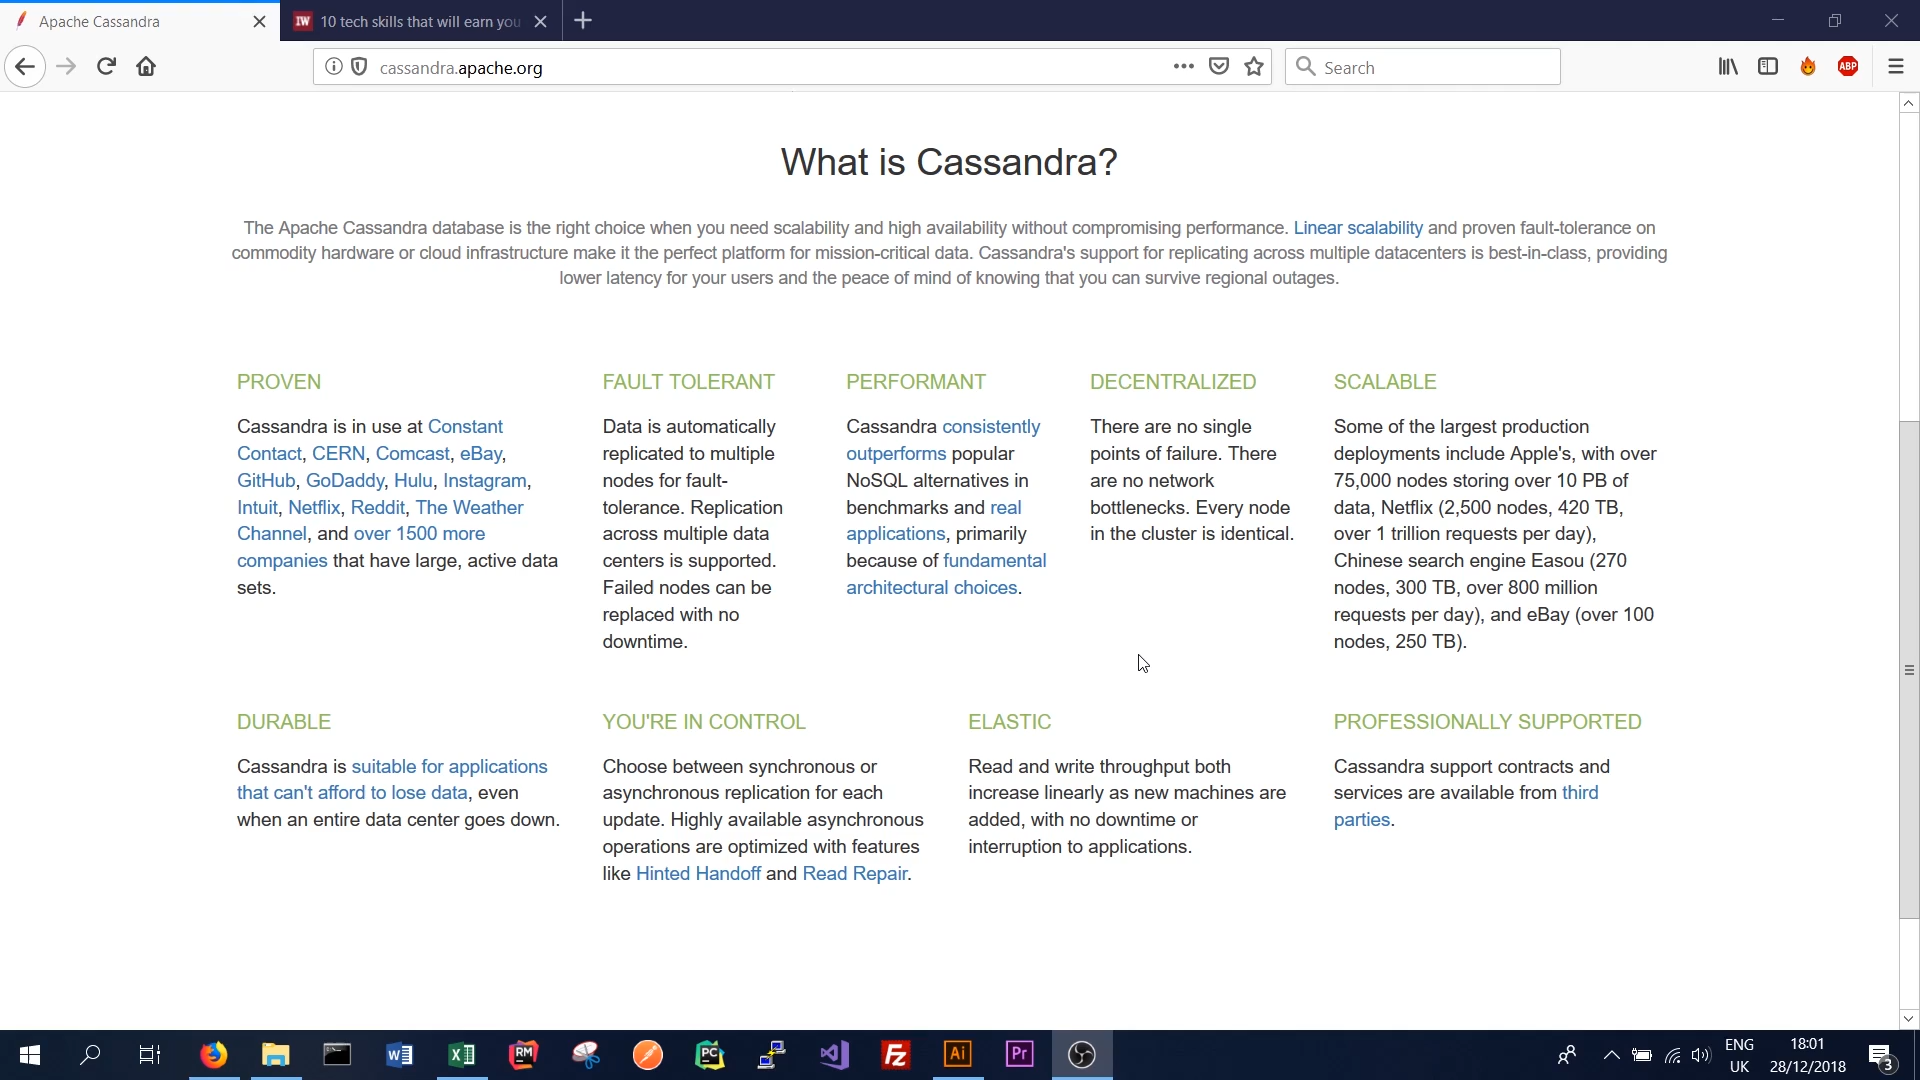 Apache Cassandra
IW 10 tech skills that will earn you
cassandra.apache.org
Search
ABP
What is Cassandra?
The Apache Cassandra database is the right choice when you need scalability and high availability without compromising performance. Linear scalability and proven fault-tolerance on
commodity hardware or cloud infrastructure make it the perfect platform for mission-critical data. Cassandra's support for replicating across multiple datacenters is best-in-class, providing
lower latency for your users and the peace of mind of knowing that you can survive regional outages.
PROVEN
Cassandra is in use at Constant
Contact, CERN, Comcast, eBay,
GitHub, GoDaddy, Hulu, Instagram,
Intuit, Netflix, Reddit, The Weather
Channel, and over 1500 more
companies that have large, active data
sets.
FAULT TOLERANT
Data is automatically
replicated to multiple
nodes for fault-
tolerance. Replication
across multiple data
centers is supported.
Failed nodes can be
replaced with no
downtime.
PERFORMANT
Cassandra consistently
outperforms popular
NoSQL alternatives in
benchmarks and real
applications, primarily
because of fundamental
architectural choices.
DECENTRALIZED
There are no single
points of failure. There
are no network
bottlenecks. Every node
in the cluster is identical.
SCALABLE
Some of the largest production
deployments include Apple's, with over
75,000 nodes storing over 10 PB of
data, Netflix (2,500 nodes, 420 TB,
over 1 trillion requests per day),
Chinese search engine Easou (270
nodes, 300 TB, over 800 million
requests per day), and eBay (over 100
nodes, 250 TB).
DURABLE
Cassandra is suitable for applications
that can't afford to lose data, even
when an entire data center goes down.
YOU'RE IN CONTROL
Choose between synchronous or
asynchronous replication for each
update. Highly available asynchronous
operations are optimized with features
like Hinted Handoff and Read Repair.
ELASTIC
Read and write throughput both
increase linearly as new machines are
added, with no downtime or
interruption to applications.
PROFESSIONALLY SUPPORTED
Cassandra support contracts and
services are available from third
parties.
RM
PC
Fz
Ai
Pr
ENG
UK
18:01
28/12/2018
3